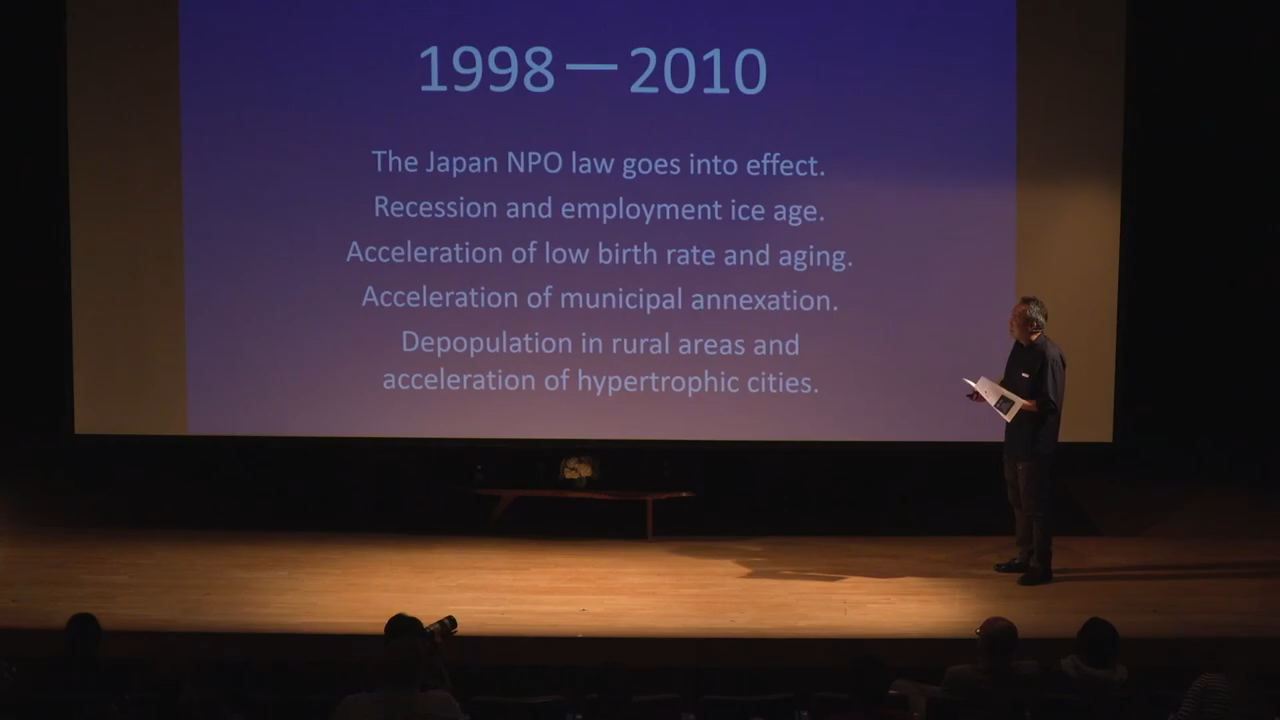 1998—2010
The Japan NPO law goes into effect.
Recession and employment ice age.
Acceleration of low birth rate and aging.
Acceleration of municipal annexation.
Depopulation in rural areas and
acceleration of hypertrophic cities.